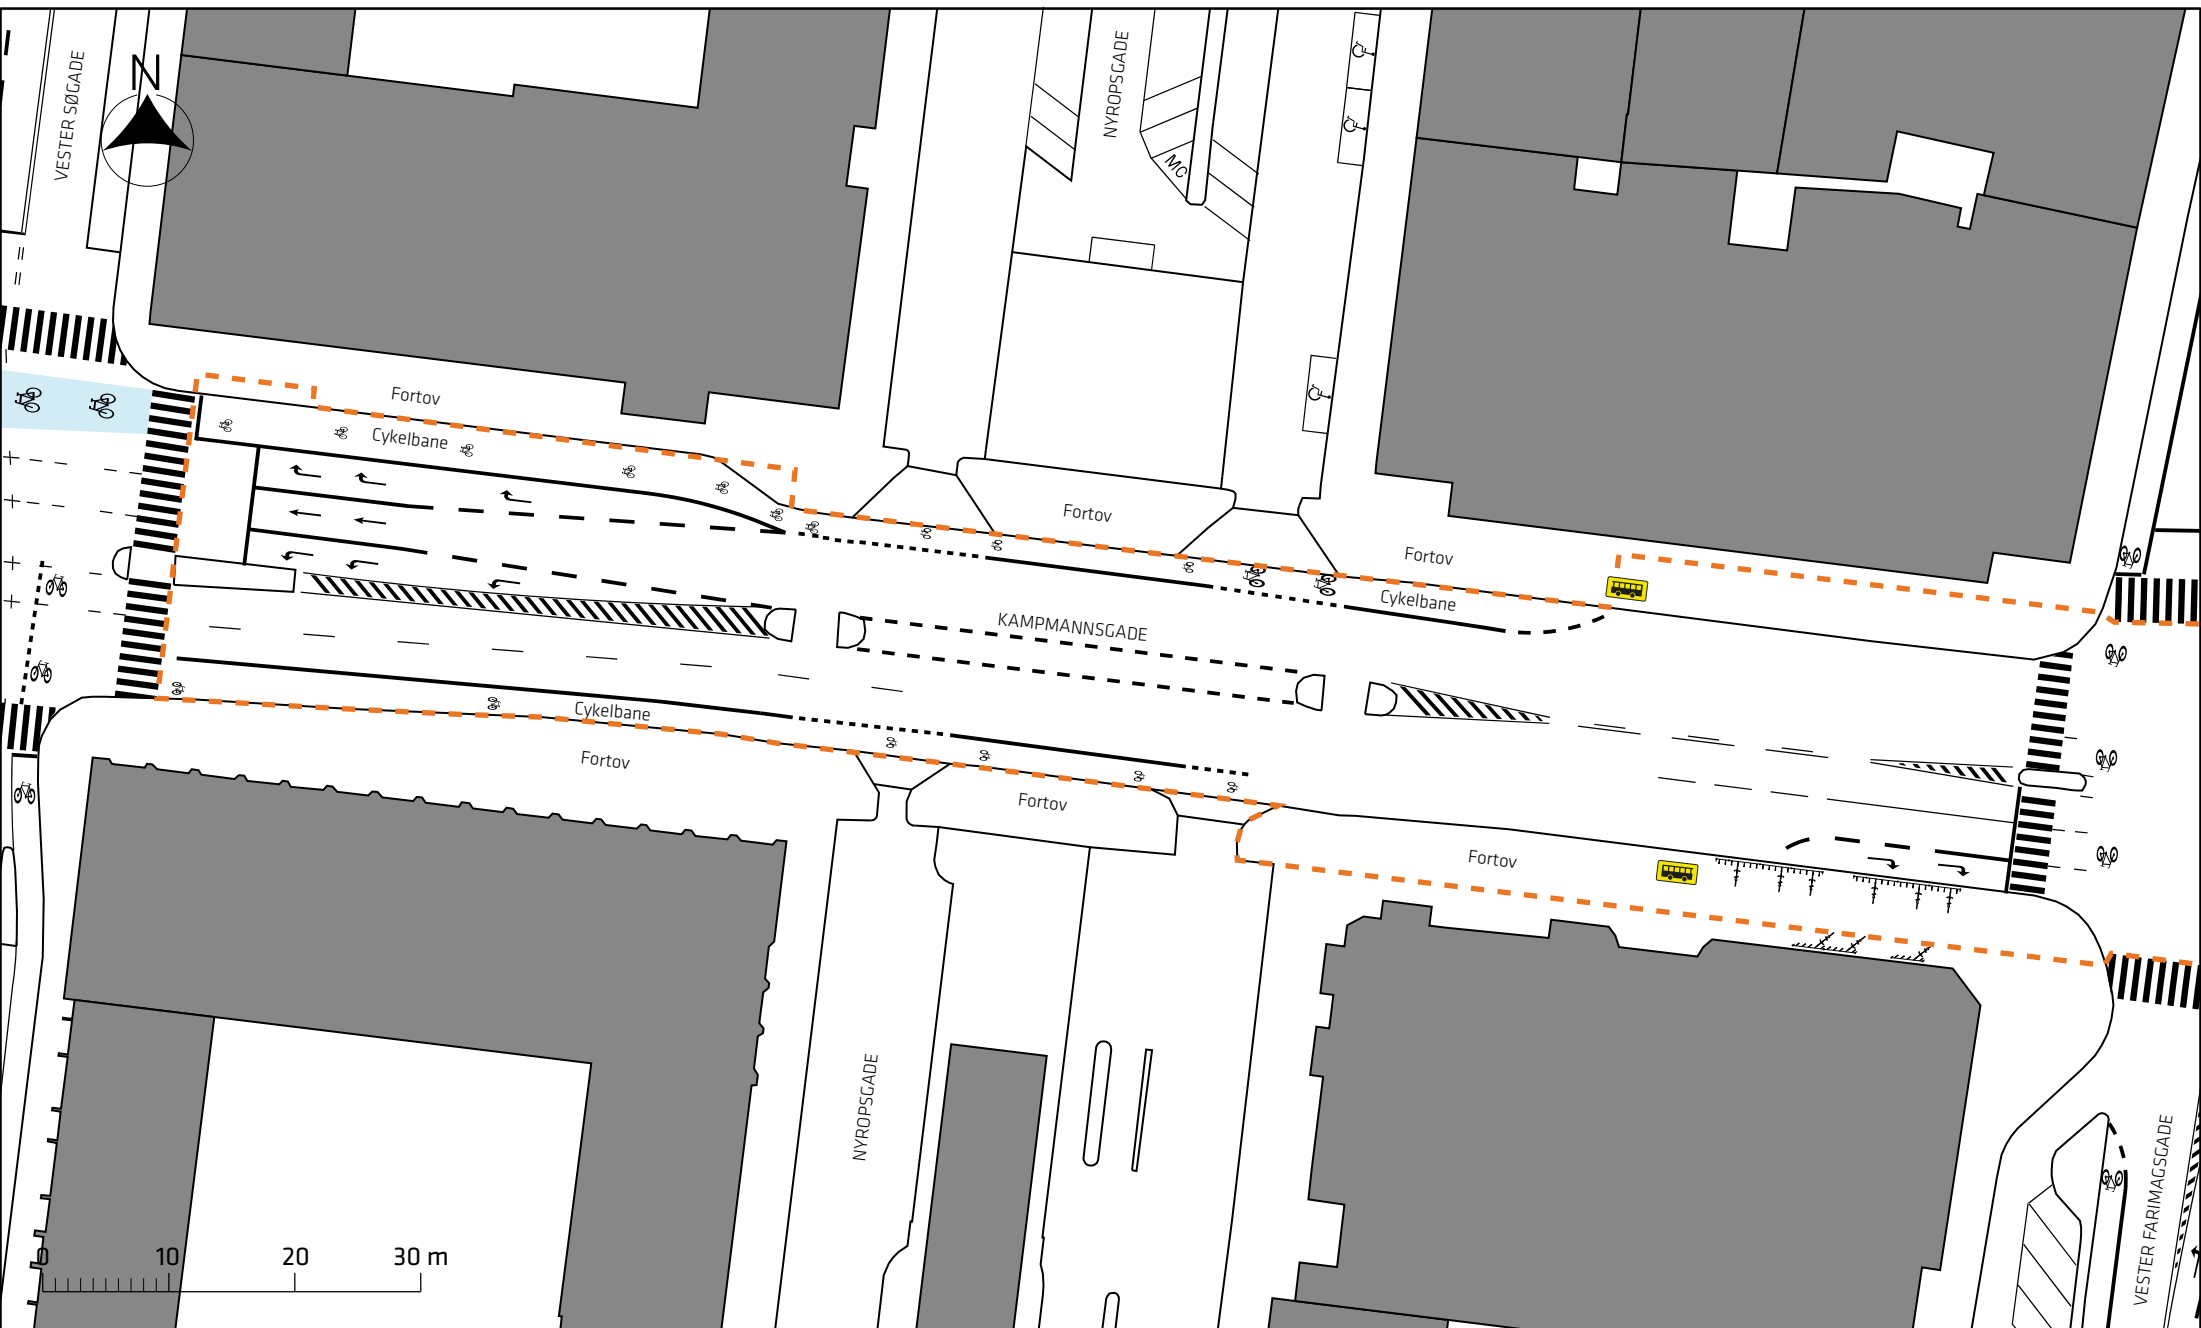 VESTER SØGADE
N
NYROPSGADE
MC
Fortov
Cykelbane
Fortov
Fortov
Cykelbane
KAMPMANNSGADE
Cykelbane
Fortov
Fortov
Fortov
NYROPSGADE
VESTER FARIMAGSGADE
0 10 20 30 m